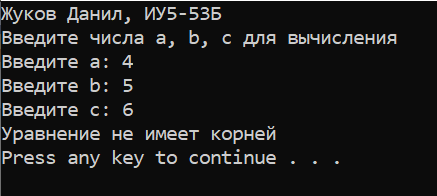 Жуков Данил, ИУ5-53Б
Введите числа a, b, c для вычисления
Введите a: 4
Введите b: 5
Введите c: 6
Уравнение не имеет корней
Press any key to continue . . .